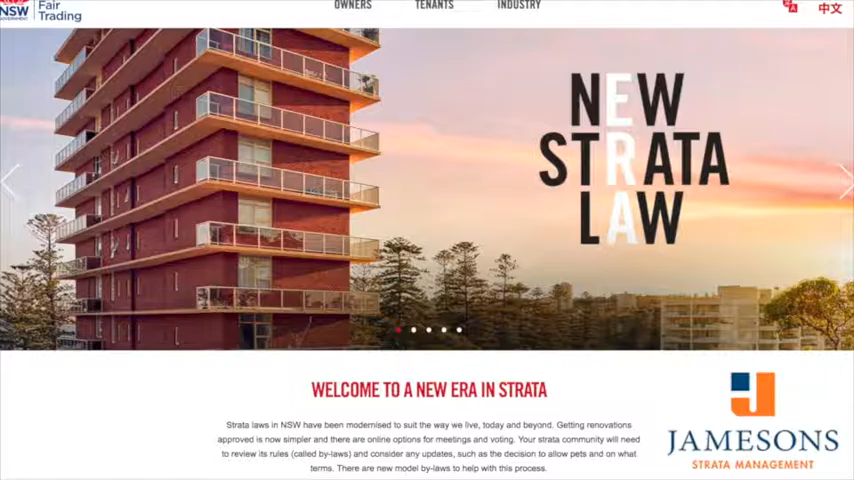 NSW
GOVERNMENT
Fair
Trading
OWNERS
TENANTS
INDUSTRY
中文
NEW
STRATA
LAW
WELCOME TO A NEW ERA IN STRATA
Strata laws in NSW have been modernised to suit the way we live, today and beyond. Getting renovations
approved is now simpler and there are online options for meetings and voting. Your strata community will need
to review its rules (called by-laws) and consider any updates, such as the decision to allow pets and on what
terms. There are new model by-laws to help with this process.
JAMESONS
STRATA MANAGEMENT